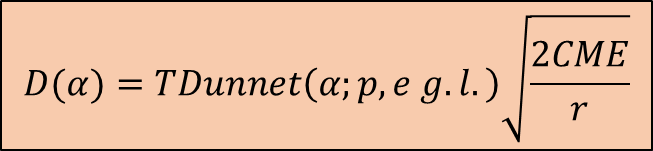 D(α) = TDunnet(α; p, e g. l. )√(2CME/r)